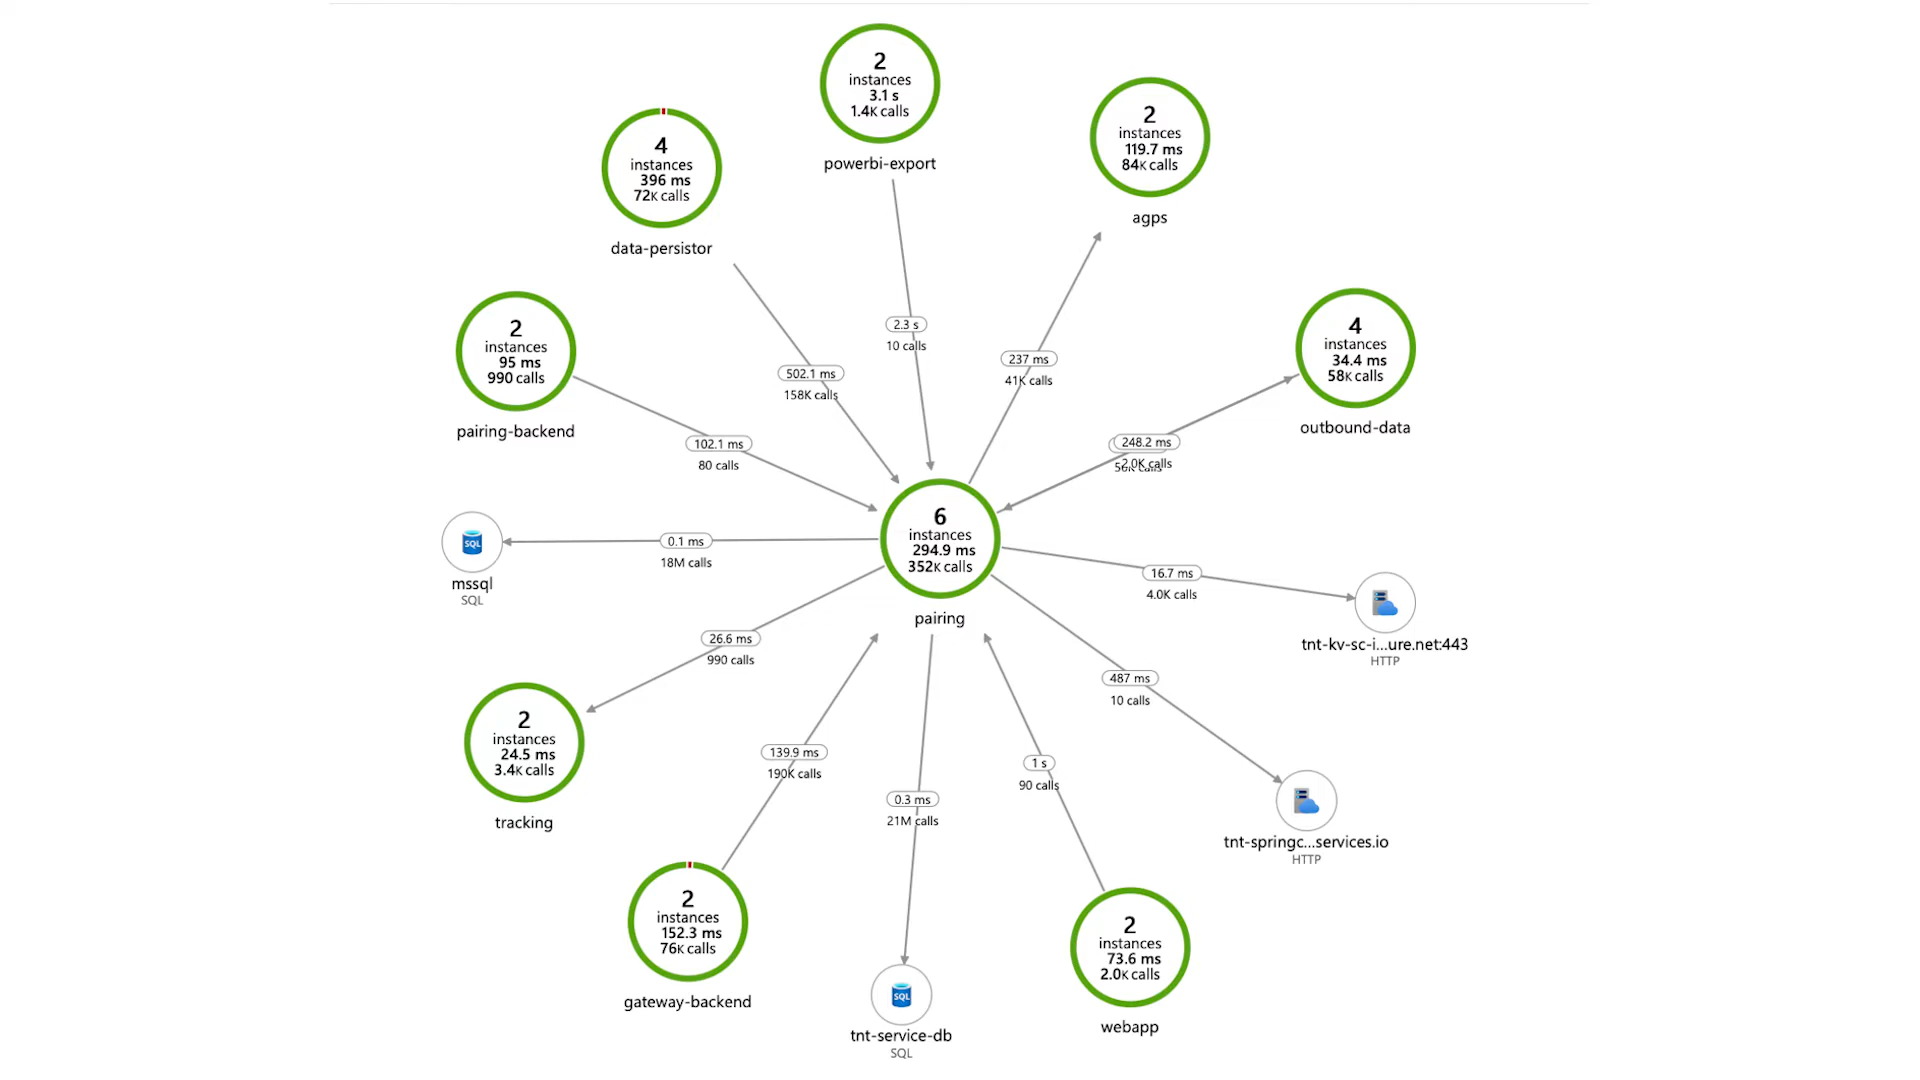 2
instances
3.1 s
1.4K calls
powerbi-export
2
instances
119.7 ms
84K calls
agps
4
instances
396 ms
72K calls
data-persistor
2
instances
95 ms
990 calls
pairing-backend
4
instances
34.4 ms
58K calls
outbound-data
2.3 s
10 calls
237 ms
41K calls
502.1 ms
158K calls
102.1 ms
80 calls
248.2 ms
2.0K calls
6
instances
294.9 ms
352K calls
pairing
SQL
mssql
SQL
0.1 ms
18M calls
16.7 ms
4.0K calls
tnt-kv-sc-i...ure.net:443
HTTP
26.6 ms
990 calls
487 ms
10 calls
2
instances
24.5 ms
3.4K calls
tracking
139.9 ms
190K calls
0.3 ms
21M calls
1 s
90 calls
tnt-springc...services.io
HTTP
2
instances
152.3 ms
76K calls
gateway-backend
SQL
tnt-service-db
SQL
2
instances
73.6 ms
2.0K calls
webapp